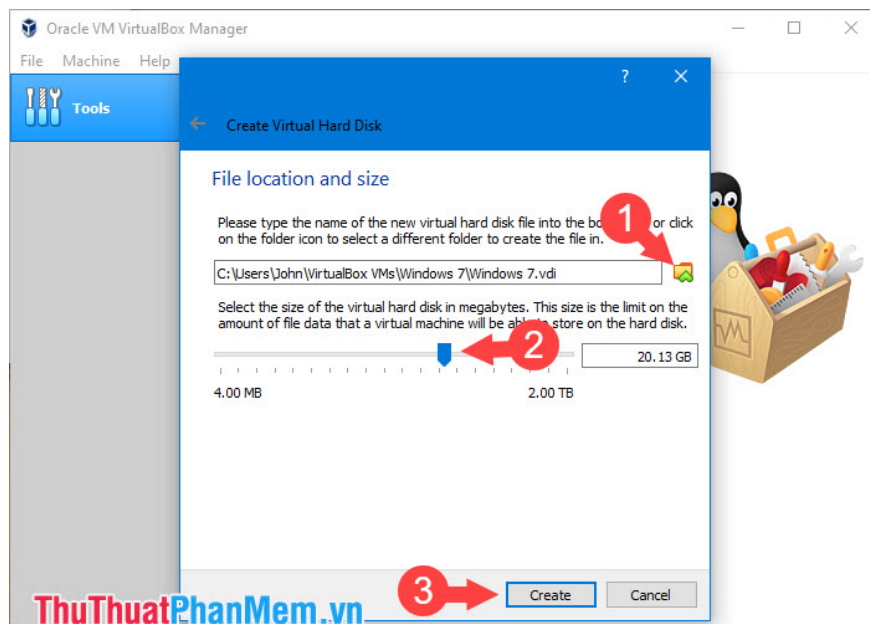 Oracle VM VirtualBox Manager
File Machine Help
Tools
?
Create Virtual Hard Disk
File location and size
Please type the name of the new virtual hard disk file into the bo or click
on the folder icon to select a different folder to create the file in.
1
C:\Users\John\VirtualBox VMs\Windows 7\Windows 7.vdi
Select the size of the virtual hard disk in megabytes. This size is the limit on the
amount of file data that a virtual machine will be able to store on the hard disk.
2
20.13 GB
4.00 MB 2.00 TB
3
Create Cancel
ThuThuatPhanMem.vn